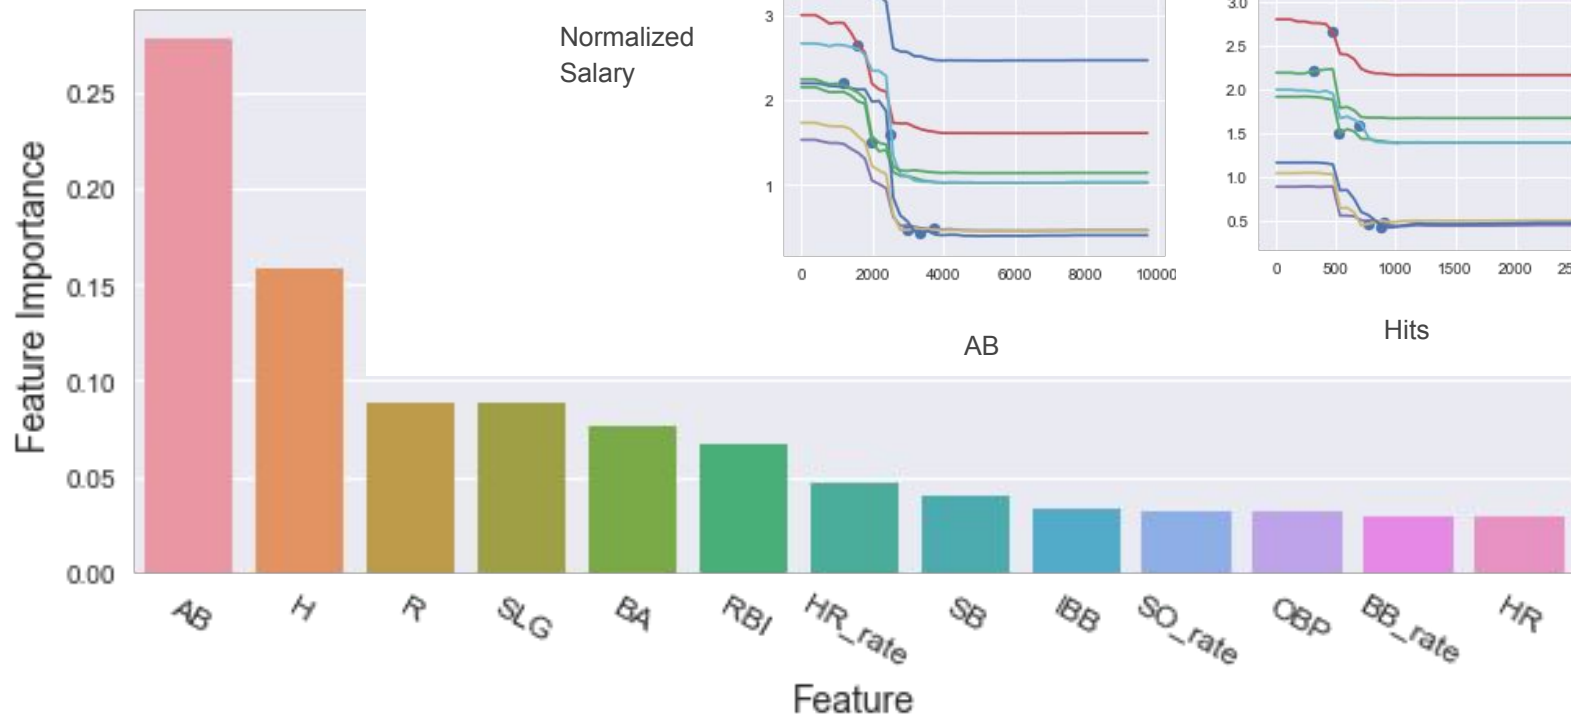 Normalized
Salary
3
2
1
0 2000 4000 6000 8000 10000
AB
3.0
2.5
2.0
1.5
1.0
0.5
0 500 1000 1500 2000 25
Hits
Feature Importance
0.25
0.20
0.15
0.10
0.05
0.00
AB H R SLG BA RBI HR_rate SB IBB SO_rate OBP BB_rate HR
Feature